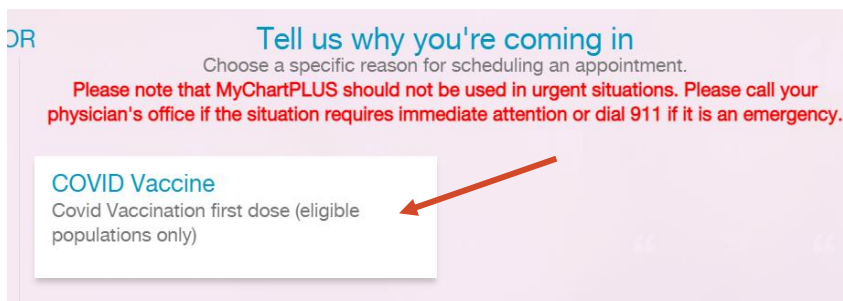 OR
Tell us why you're coming in
Choose a specific reason for scheduling an appointment.
Please note that MyChartPLUS should not be used in urgent situations. Please call your
physician's office if the situation requires immediate attention or dial 911 if it is an emergency.
COVID Vaccine
Covid Vaccination first dose (eligible
populations only)